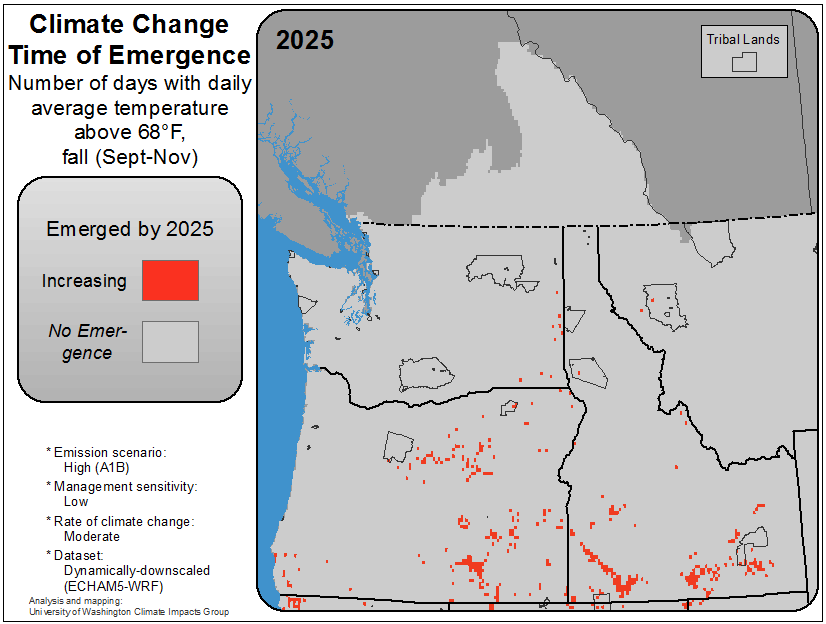 Climate Change
Time of Emergence
Number of days with daily
average temperature
above 68°F,
fall (Sept-Nov)
Emerged by 2025
Increasing
No Emer-
gence
* Emission scenario:
High (A1B)
* Management sensitivity:
Low
* Rate of climate change:
Moderate
* Dataset:
Dynamically-downscaled
(ECHAM5-WRF)
Analysis and mapping:
University of Washington Climate Impacts Group
2025
Tribal Lands